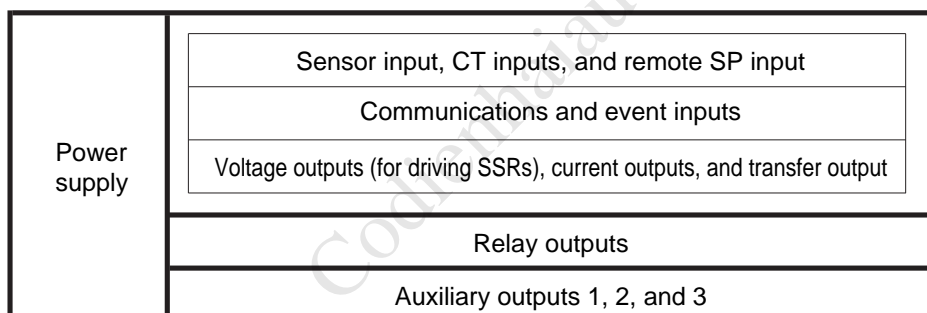 Sensor input, CT inputs, and remote SP input
Communications and event inputs
Power
supply
Voltage outputs (for driving SSRs), current outputs, and transfer output
Relay outputs
Auxiliary outputs 1, 2, and 3
Codienhaiau